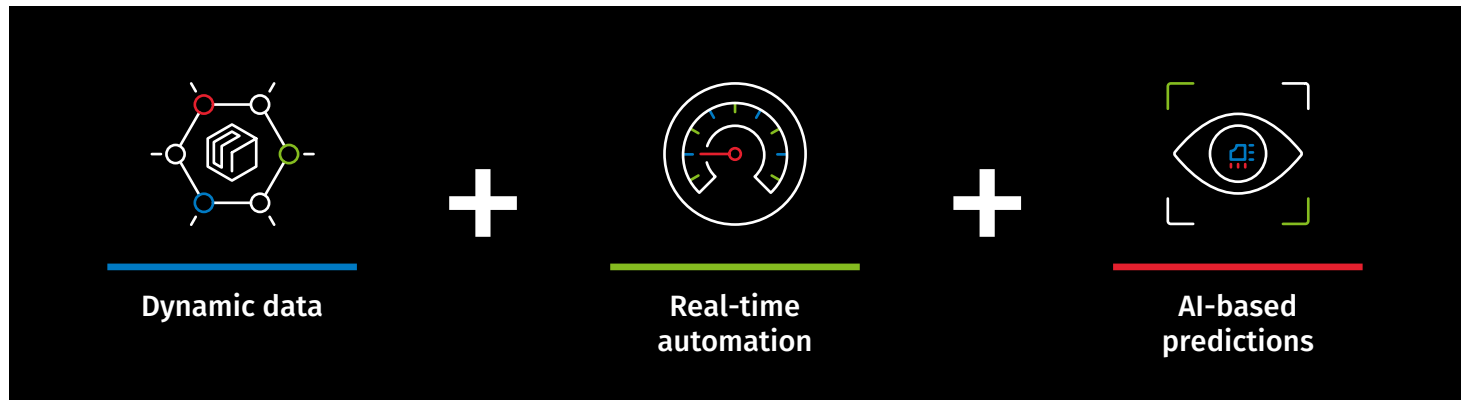 Dynamic data
Real-time
automation
AI-based
predictions